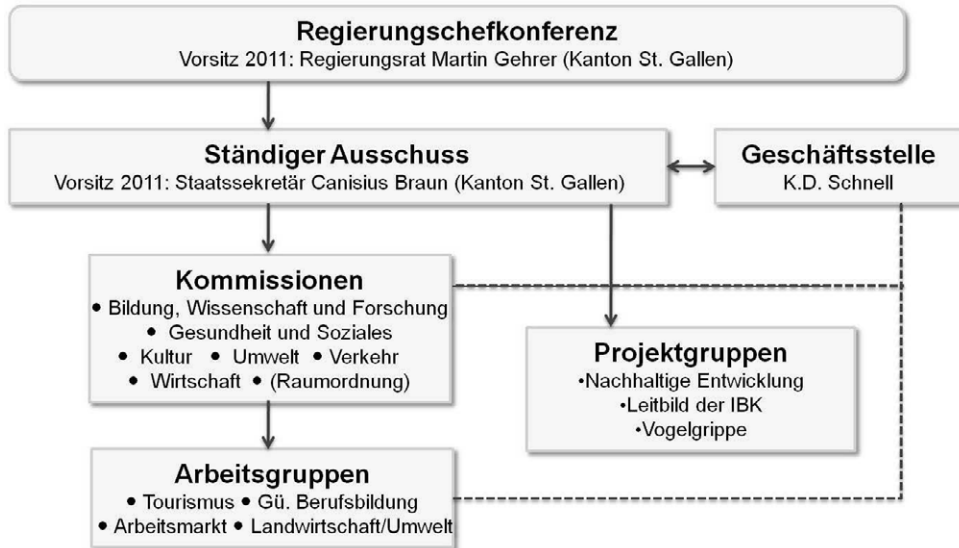 Regierungschefkonferenz
Vorsitz 2011: Regierungsrat Martin Gehrer (Kanton St. Gallen)
Ständiger Ausschuss
Vorsitz 2011: Staatssekretär Canisius Braun (Kanton St. Gallen)
Geschäftsstelle
K.D. Schnell
Kommissionen
• Bildung, Wissenschaft und Forschung
• Gesundheit und Soziales
• Kultur • Umwelt • Verkehr
• Wirtschaft • (Raumordnung)
Projektgruppen
•Nachhaltige Entwicklung
•Leitbild der IBK
•Vogelgrippe
Arbeitsgruppen
• Tourismus • Gü. Berufsbildung
• Arbeitsmarkt • Landwirtschaft/Umwelt